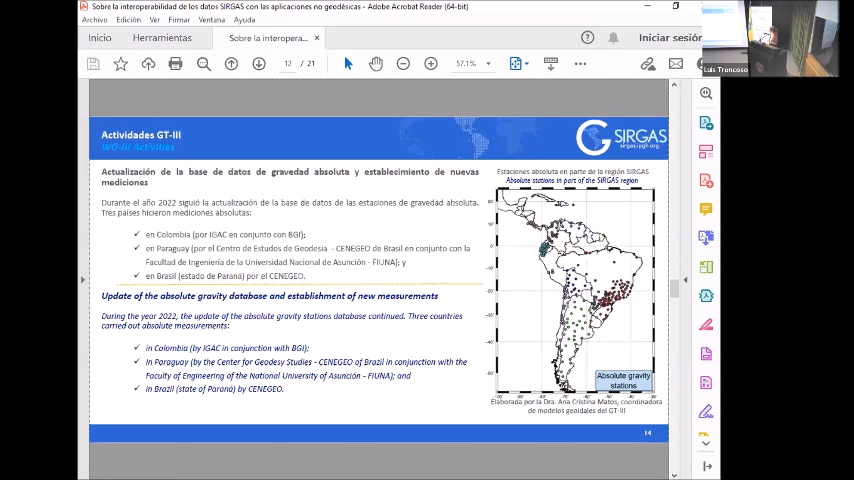 Sobre la interoperabilidad de los datos SIRGAS con las aplicaciones no geodésicas - Adobe Acrobat Reader (64-bit)
Archivo Edición Ver Firmar Ventana Ayuda
Inicio Herramientas Sobre la interopera... × Iniciar sesión
12 / 21 57.1%
Luis Troncoso
Actividades GT-III
WG-III Activities
SIRGAS
sirgas.ipgh.org
Actualización de la base de datos de gravedad absoluta y establecimiento de nuevas
mediciones
Durante el año 2022 siguió la actualización de la base de datos de las estaciones de gravedad absoluta.
Tres países hicieron mediciones absolutas:
✓ en Colombia (por IGAC en conjunto con BGI);
✓ en Paraguay (por el Centro de Estudos de Geodesia - CENEGEO de Brasil en conjunto con la
Facultad de Ingeniería de la Universidad Nacional de Asunción - FIUNA); y
✓ en Brasil (estado de Paraná) por el CENEGEO.
Update of the absolute gravity database and establishment of new measurements
During the year 2022, the update of the absolute gravity stations database continued. Three countries
carried out absolute measurements:
✓ in Colombia (by IGAC in conjunction with BGI);
✓ in Paraguay (by the Center for Geodesy Studies - CENEGEO of Brazil in conjunction with the
Faculty of Engineering of the National University of Asunción - FIUNA); and
✓ in Brazil (state of Paraná) by CENEGEO.
Estaciones absoluta en parte de la región SIRGAS
Absolute stations in part of the SIRGAS region
Absolute gravity
stations
Elaborada por la Dra. Ana Cristina Matos, coordinadora
de modelos geoidales del GT-III
14